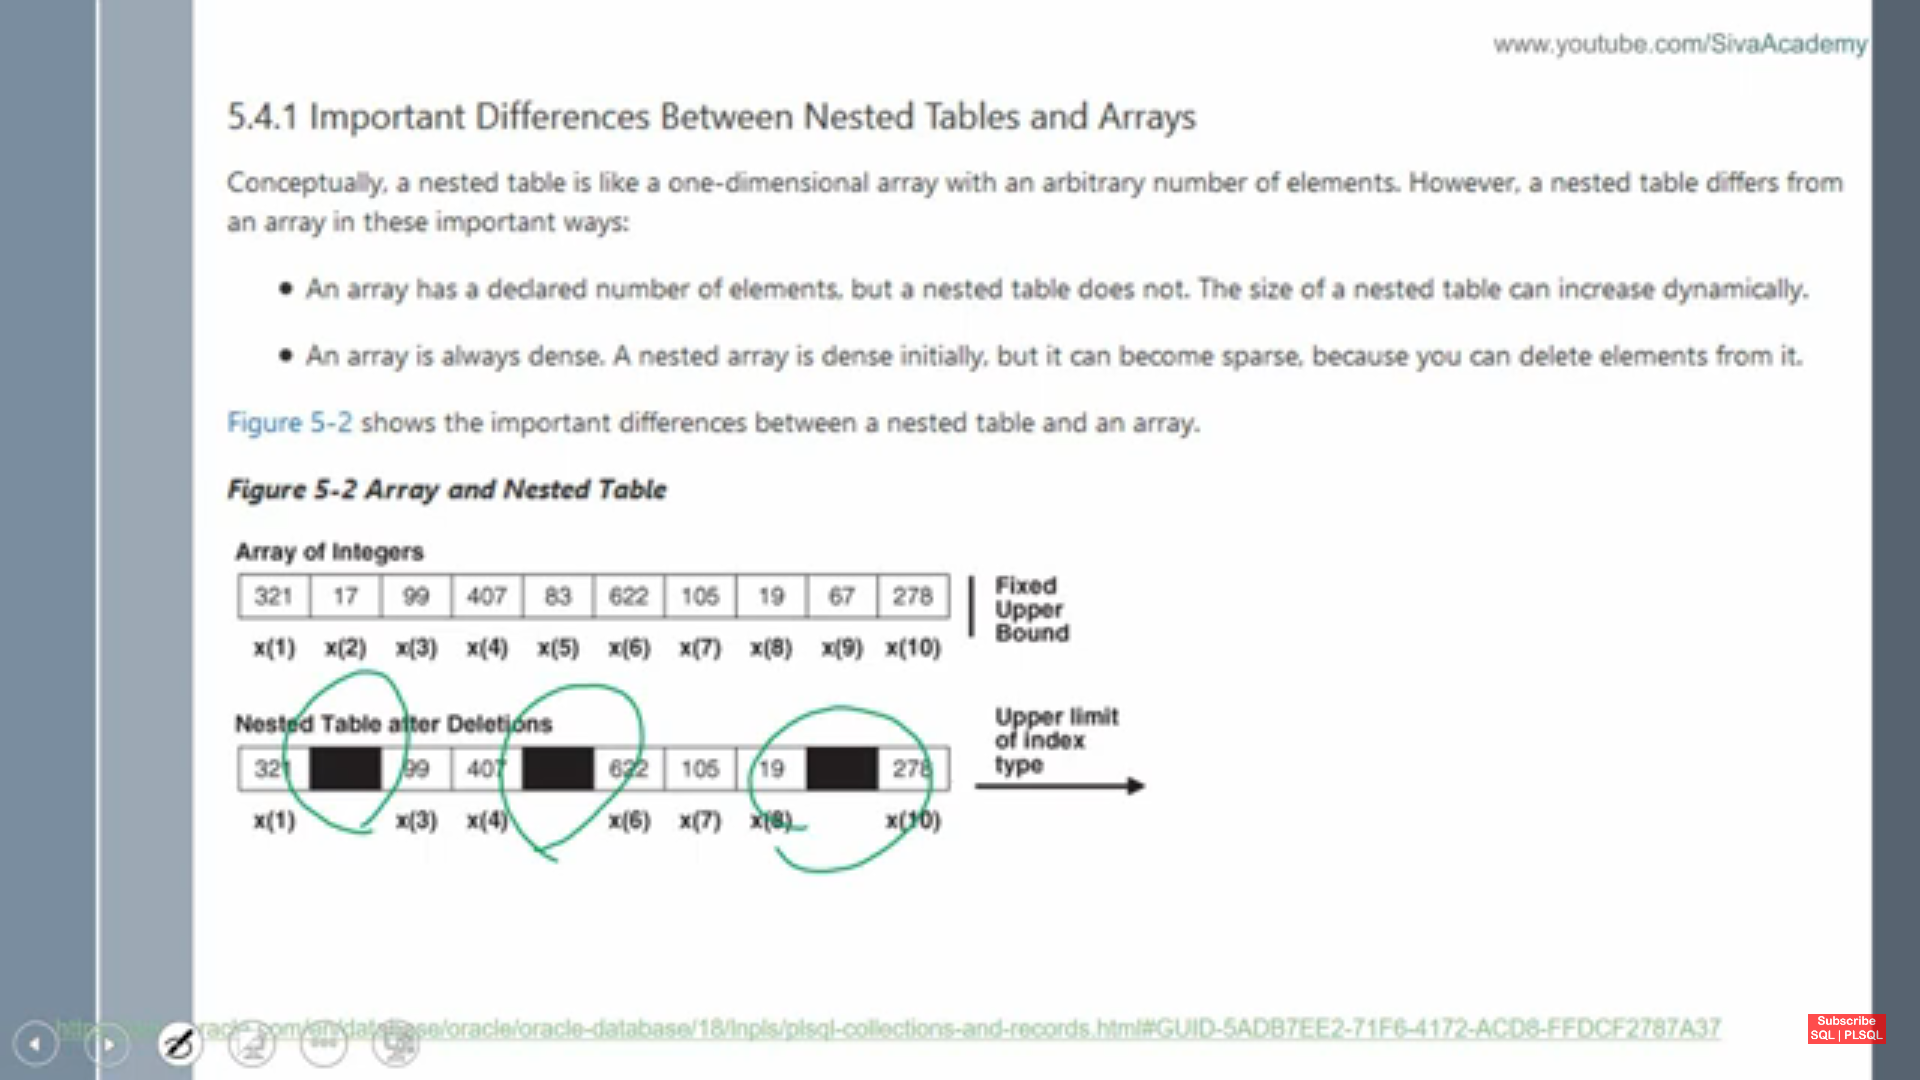 www.youtube.com/SivaAcademy
5.4.1 Important Differences Between Nested Tables and Arrays
Conceptually, a nested table is like a one-dimensional array with an arbitrary number of elements. However, a nested table differs from
an array in these important ways:
● An array has a declared number of elements, but a nested table does not. The size of a nested table can increase dynamically.
● An array is always dense. A nested array is dense initially, but it can become sparse, because you can delete elements from it.
Figure 5-2 shows the important differences between a nested table and an array.
Figure 5-2 Array and Nested Table
Array of Integers
321 17 99 407 83 622 105 19 67 278
x(1) x(2) x(3) x(4) x(5) x(6) x(7) x(8) x(9) x(10)
Fixed
Upper
Bound
Nested Table after Deletions
321 99 407 622 105 19 278
x(1) x(3) x(4) x(6) x(7) x(8) x(10)
Upper limit
of index
type
oracle.com/en/database/oracle/oracle-database/18/lnpls/plsql-collections-and-records.html#GUID-5ADB7EE2-71F6-4172-ACD8-FFDCF2787A37
Subscribe
SQL | PLSQL